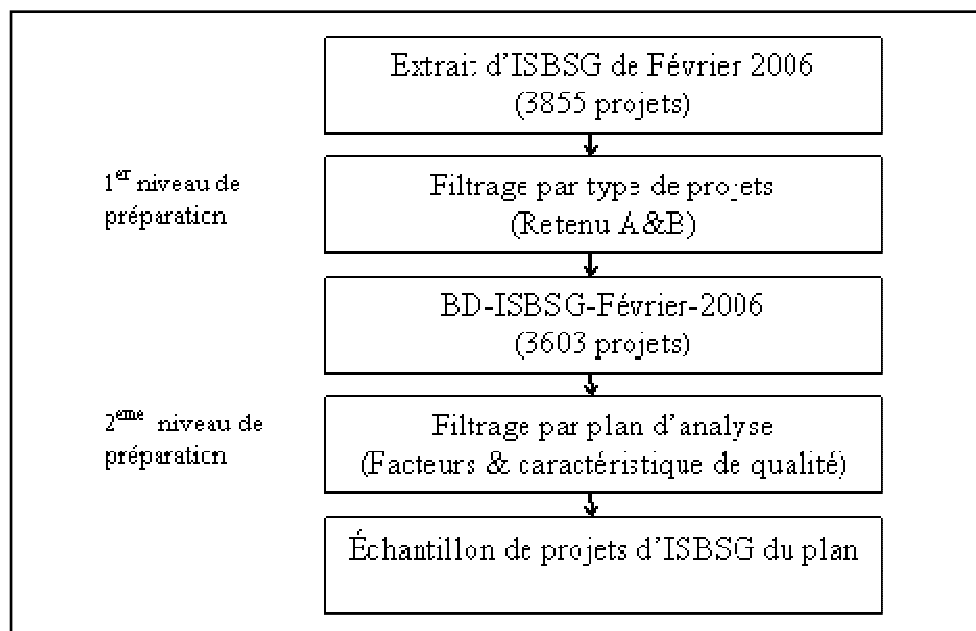 Extrait d'ISBSG de Février 2006
(3855 projets)
1er niveau de
préparation
Filtrage par type de projets
(Retenu A&B)
BD-ISBSG-Février-2006
(3603 projets)
2eme niveau de
préparation
Filtrage par plan d'analyse
(Facteurs & caractéristique de qualité)
Échantillon de projets d'ISBSG du plan